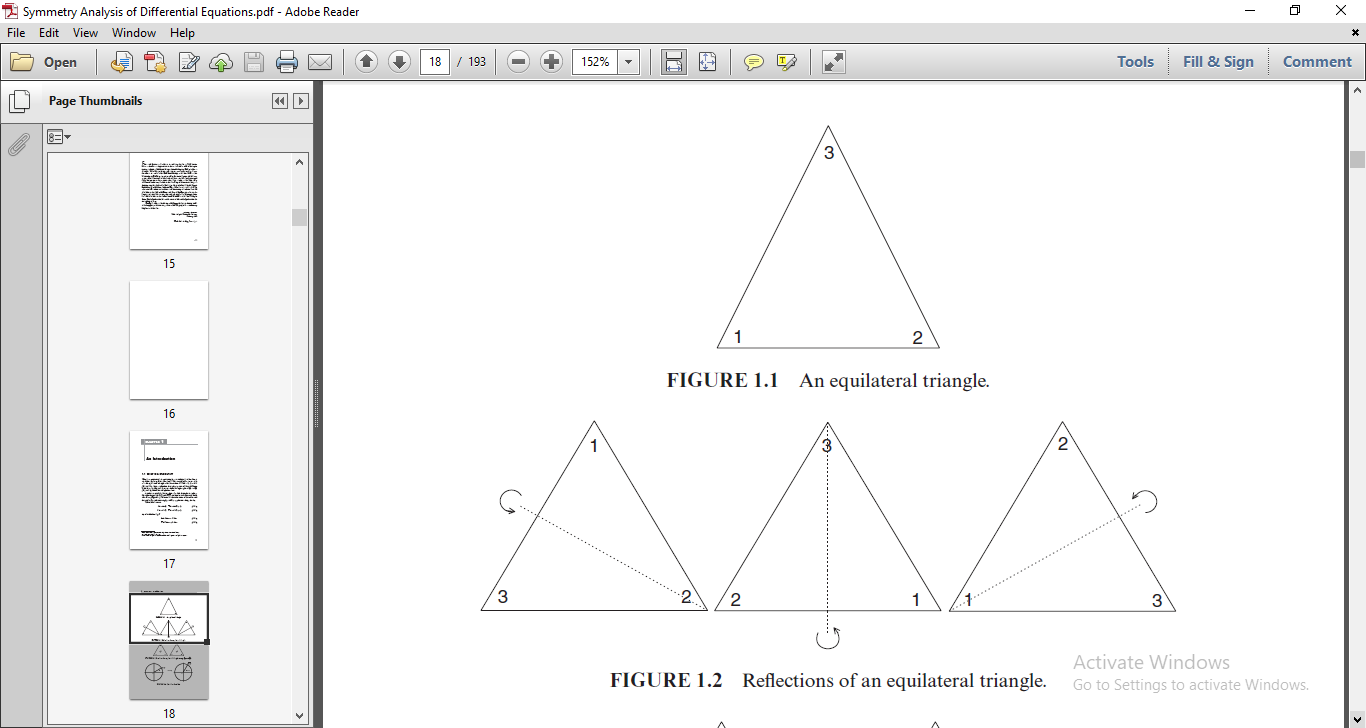 Symmetry Analysis of Differential Equations.pdf - Adobe Reader
File Edit View Window Help
Open 18 / 193 152% Tools Fill & Sign Comment
Page Thumbnails
15
16
17
18
3
1 2
FIGURE 1.1 An equilateral triangle.
1 3 2
3 2 2 1 1 3
FIGURE 1.2 Reflections of an equilateral triangle.
Activate Windows
Go to Settings to activate Windows.